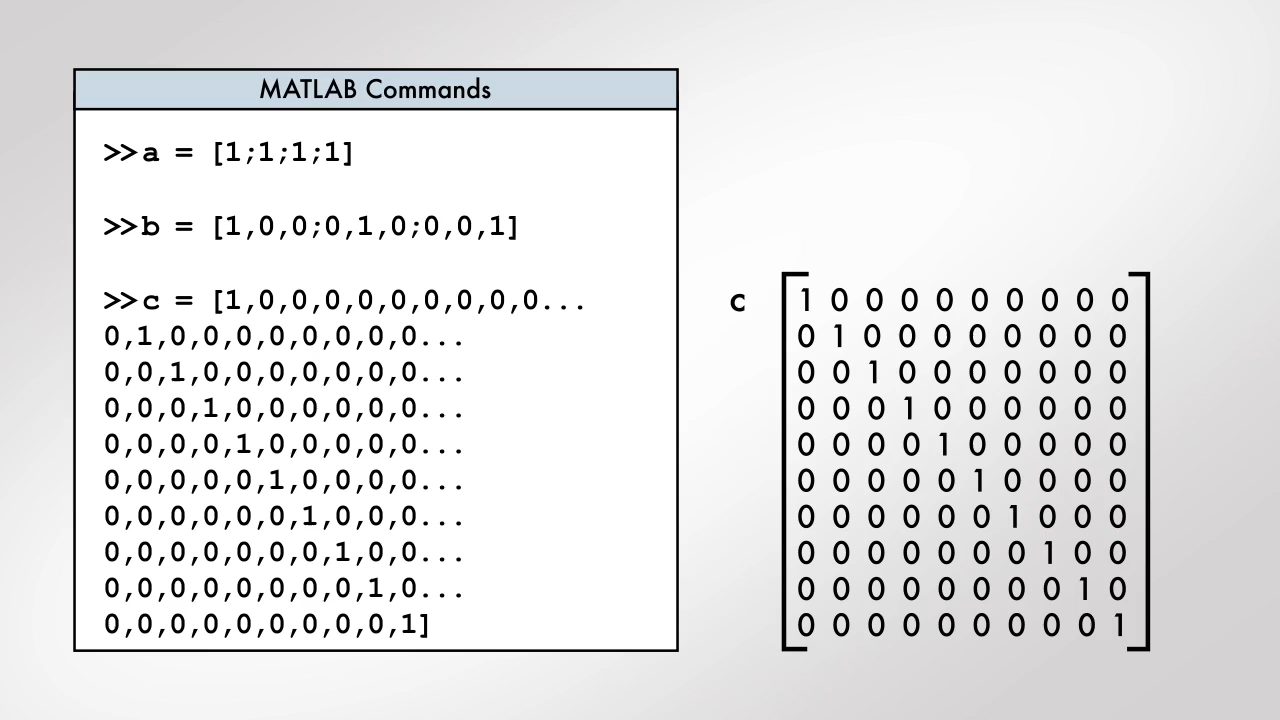 MATLAB Commands
>>a = [1;1;1;1]
>>b = [1,0,0;0,1,0;0,0,1]
>>c = [1,0,0,0,0,0,0,0,0,0...
0,1,0,0,0,0,0,0,0,0...
0,0,1,0,0,0,0,0,0,0...
0,0,0,1,0,0,0,0,0,0...
0,0,0,0,1,0,0,0,0,0...
0,0,0,0,0,1,0,0,0,0...
0,0,0,0,0,0,1,0,0,0...
0,0,0,0,0,0,0,1,0,0...
0,0,0,0,0,0,0,0,1,0...
0,0,0,0,0,0,0,0,0,1]
c
1 0 0 0 0 0 0 0 0 0
0 1 0 0 0 0 0 0 0 0
0 0 1 0 0 0 0 0 0 0
0 0 0 1 0 0 0 0 0 0
0 0 0 0 1 0 0 0 0 0
0 0 0 0 0 1 0 0 0 0
0 0 0 0 0 0 1 0 0 0
0 0 0 0 0 0 0 1 0 0
0 0 0 0 0 0 0 0 1 0
0 0 0 0 0 0 0 0 0 1